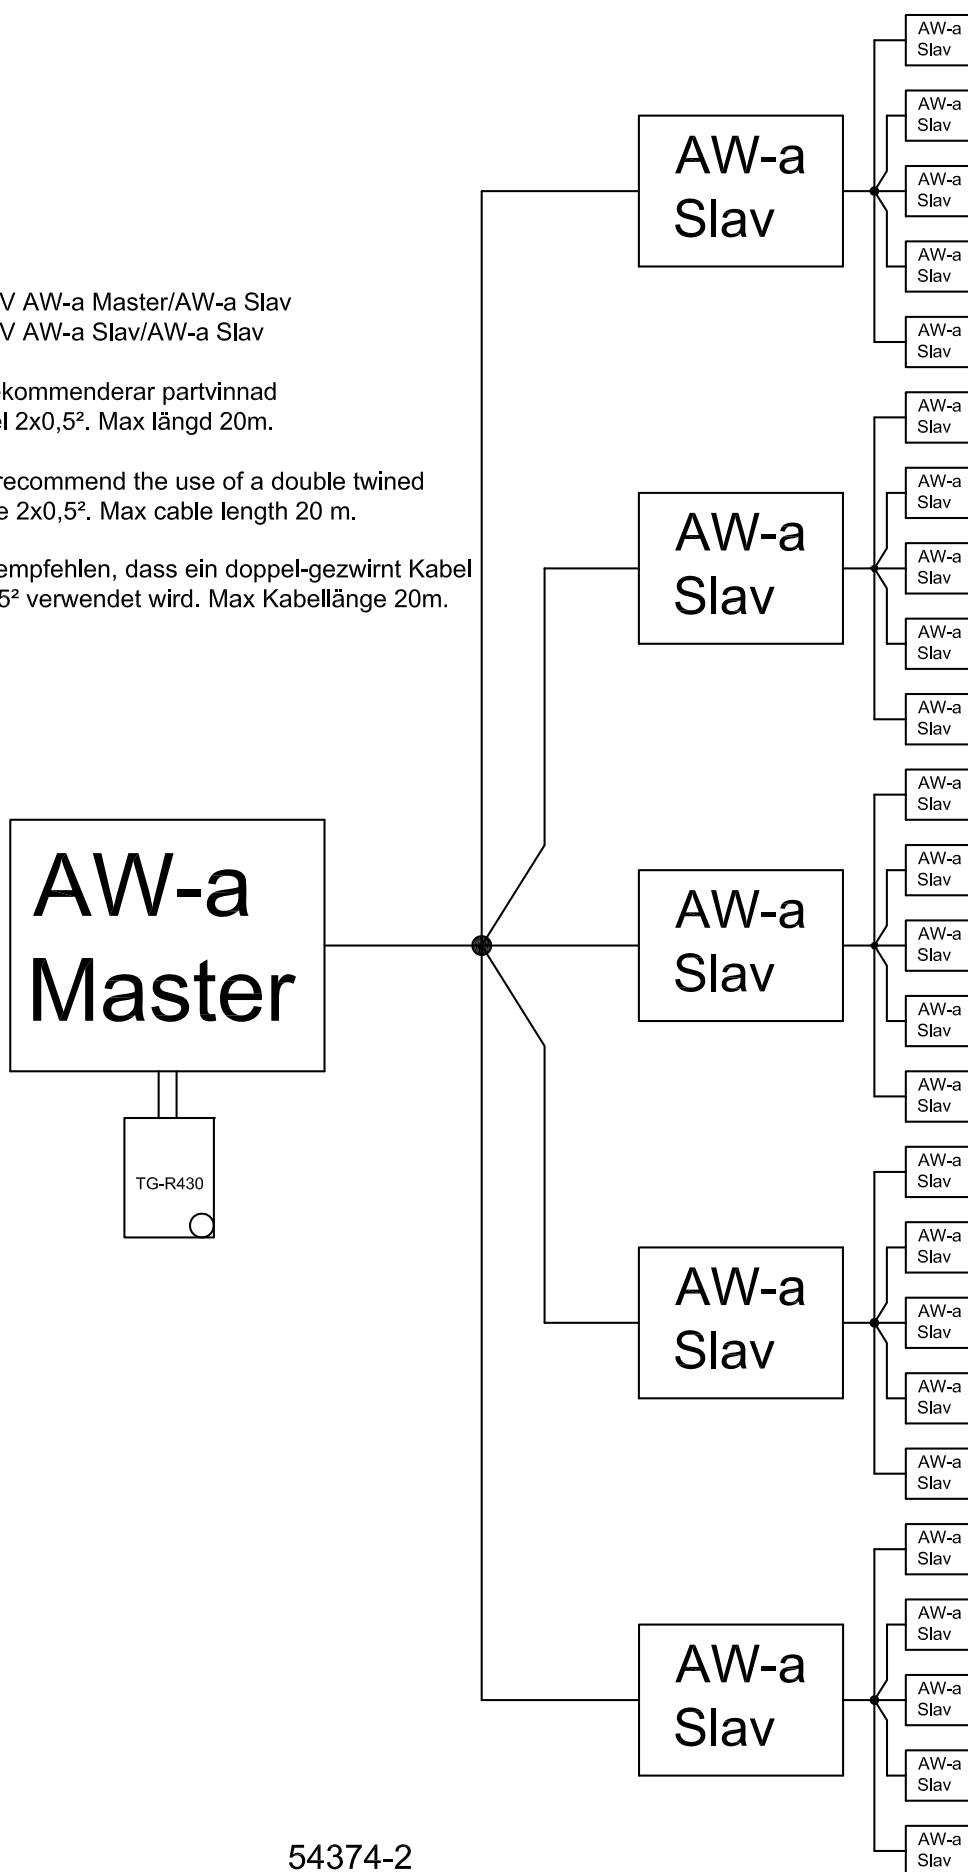 V AW-a Master/AW-a Slav
V AW-a Slav/AW-a Slav
ekommenderar partvinnad
el 2x0,5². Max längd 20m.
recommend the use of a double twined
e 2x0,5². Max cable length 20 m.
empfehlen, dass ein doppel-gezwirnt Kabel
5² verwendet wird. Max Kabellänge 20m.
AW-a
Master
TG-R430
AW-a
Slav
AW-a
Slav
AW-a
Slav
AW-a
Slav
AW-a
Slav
AW-a
Slav
AW-a
Slav
AW-a
Slav
AW-a
Slav
AW-a
Slav
AW-a
Slav
AW-a
Slav
AW-a
Slav
AW-a
Slav
AW-a
Slav
AW-a
Slav
AW-a
Slav
AW-a
Slav
AW-a
Slav
AW-a
Slav
AW-a
Slav
AW-a
Slav
AW-a
Slav
AW-a
Slav
AW-a
Slav
AW-a
Slav
AW-a
Slav
AW-a
Slav
AW-a
Slav
AW-a
Slav
54374-2